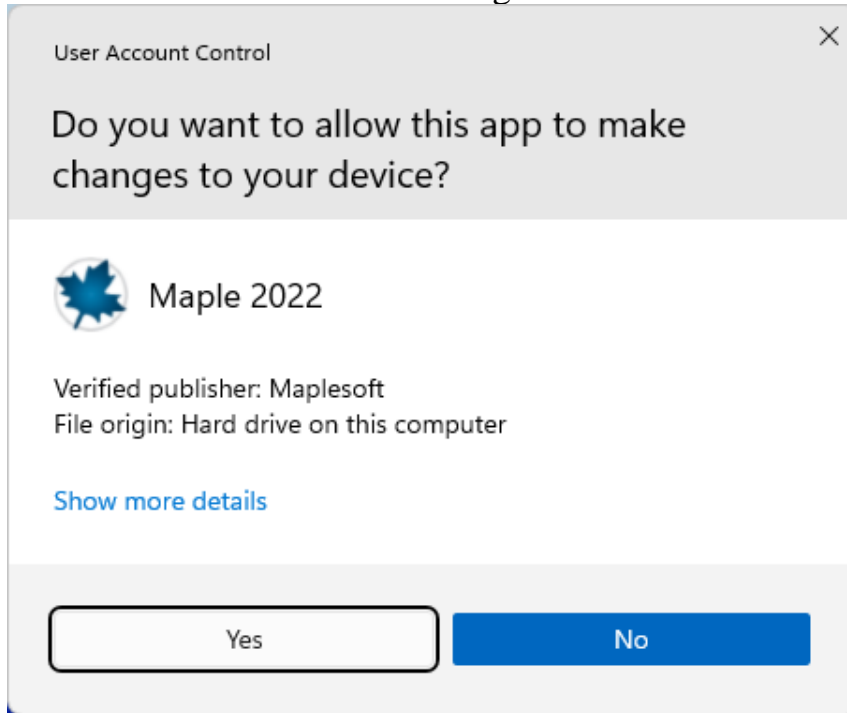 User Account Control
Do you want to allow this app to make
changes to your device?
Maple 2022
Verified publisher: Maplesoft
File origin: Hard drive on this computer
Show more details
Yes
No